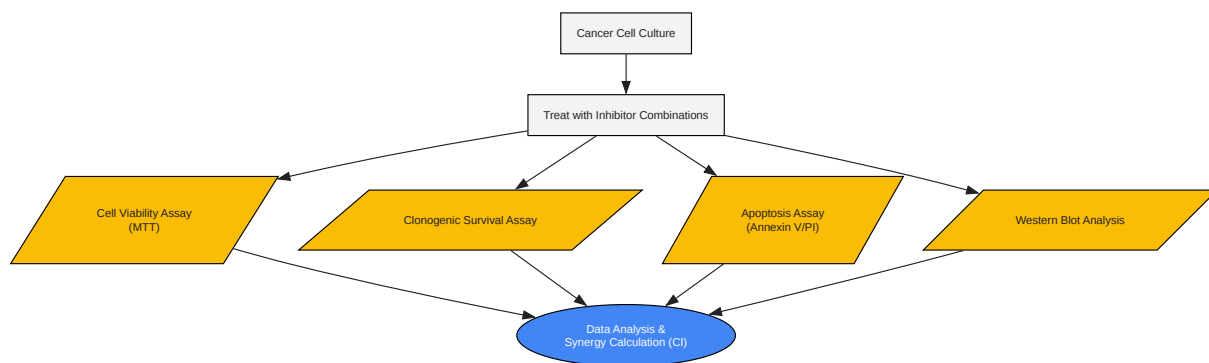 Cancer Cell Culture
Treat with Inhibitor Combinations
Cell Viability Assay
(MTT)
Clonogenic Survival Assay
Apoptosis Assay
(Annexin V/PI)
Western Blot Analysis
Data Analysis &
Synergy Calculation (CI)